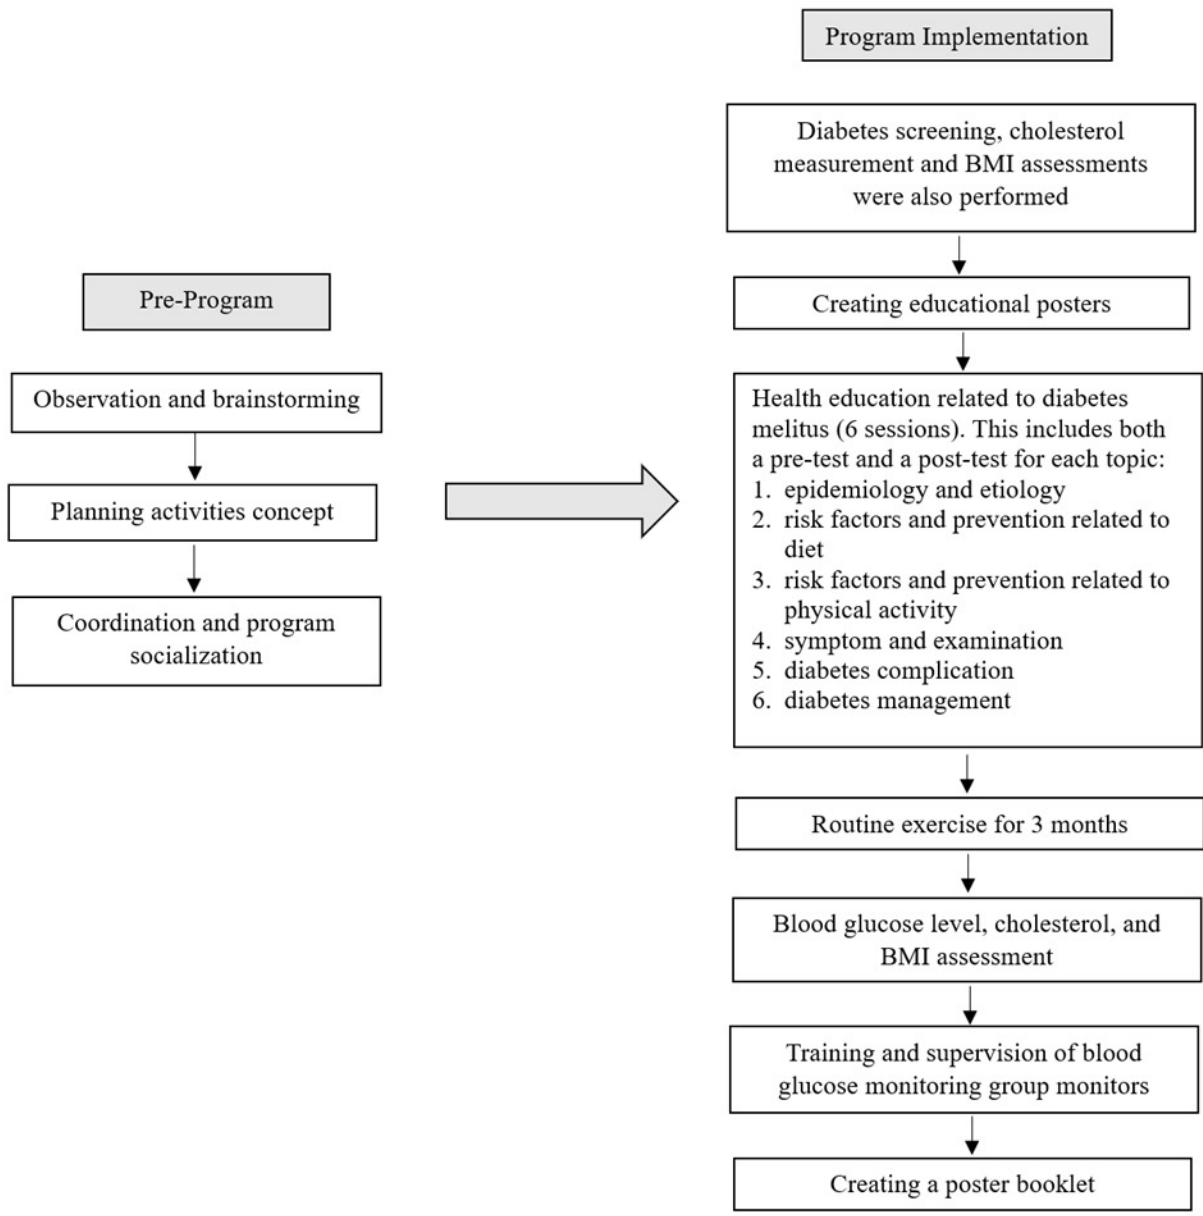 Pre-Program
Observation and brainstorming
Planning activities concept
Coordination and program
socialization
Program Implementation
Diabetes screening, cholesterol
measurement and BMI assessments
were also performed
Creating educational posters
Health education related to diabetes
melitus (6 sessions). This includes both
a pre-test and a post-test for each topic:
1. epidemiology and etiology
2. risk factors and prevention related to
diet
3. risk factors and prevention related to
physical activity
4. symptom and examination
5. diabetes complication
6. diabetes management
Routine exercise for 3 months
Blood glucose level, cholesterol, and
BMI assessment
Training and supervision of blood
glucose monitoring group monitors
Creating a poster booklet